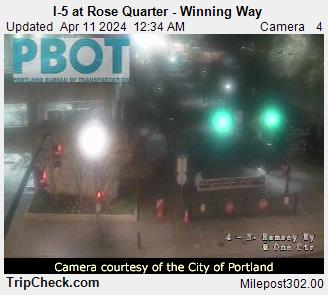 I-5 at Rose Quarter - Winning Way
Updated Apr 11 2024 12:34 AM Camera 4
PBOT
PORTLAND BUREAU OF TRANSPORTATION
4 - N. Ramsey Wy
@ One Ctr
Camera courtesy of the City of Portland
TripCheck.com Milepost302.00